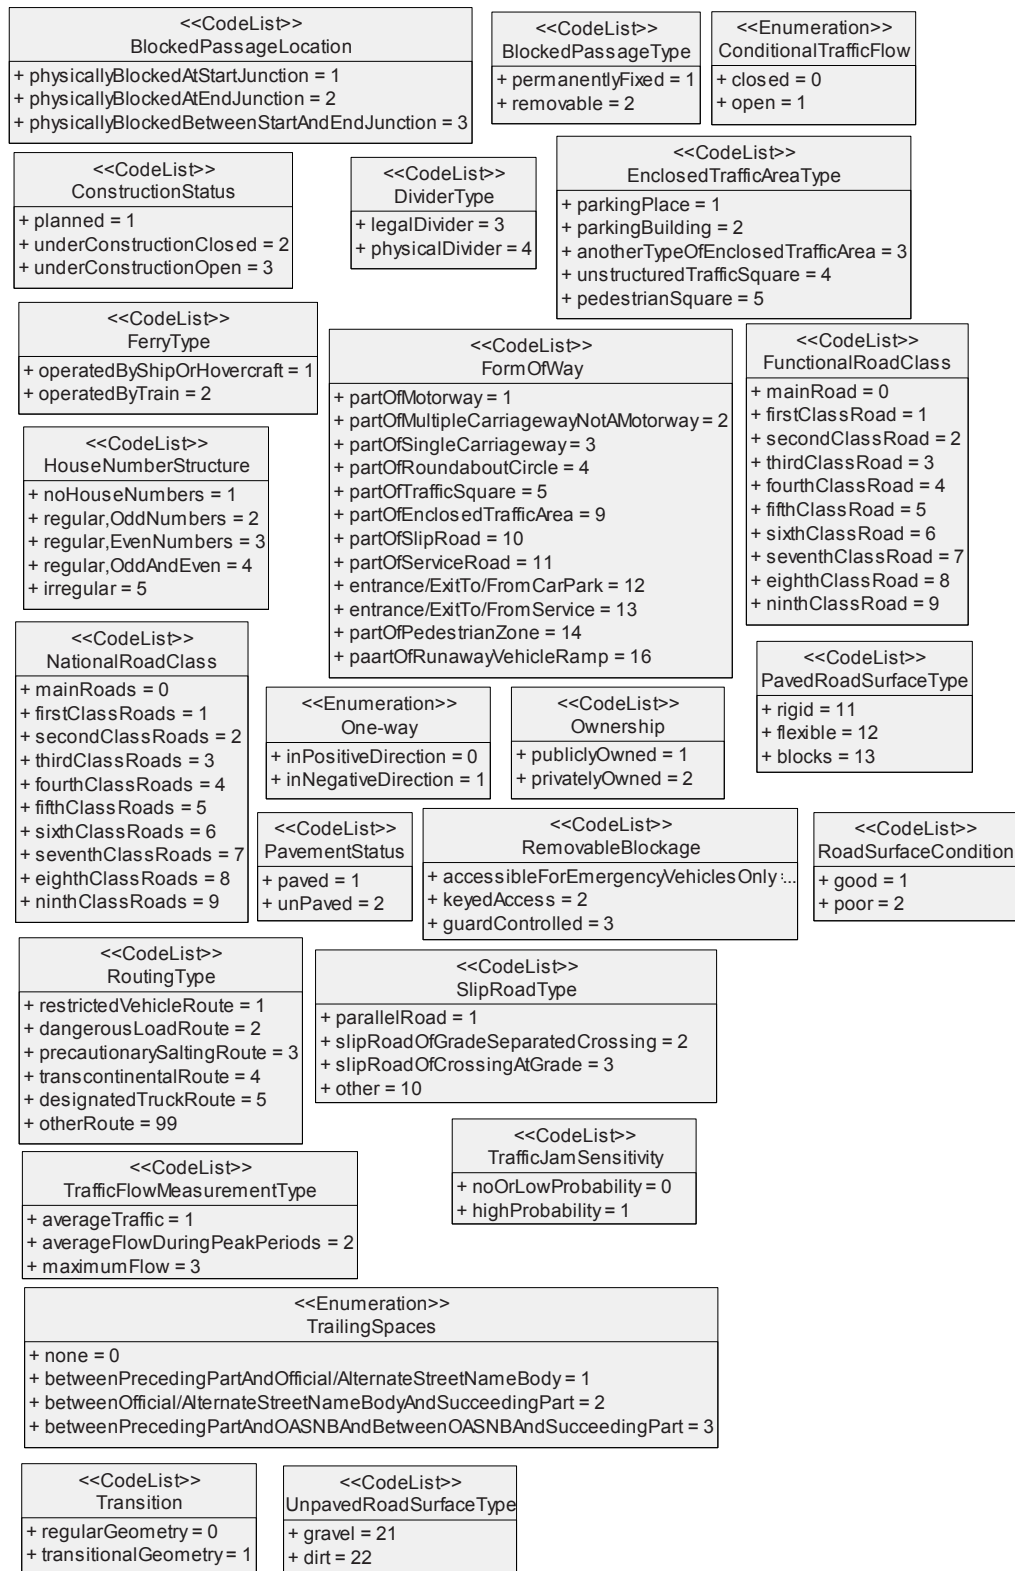 <<CodeList>>
BlockedPassageLocation
+ physicallyBlockedAtStartJunction = 1
+ physicallyBlockedAtEndJunction = 2
+ physicallyBlockedBetweenStartAndEndJunction = 3
<<CodeList>>
BlockedPassageType
+ permanentlyFixed = 1
+ removable = 2
<<Enumeration>>
ConditionalTrafficFlow
+ closed = 0
+ open = 1
<<CodeList>>
ConstructionStatus
+ planned = 1
+ underConstructionClosed = 2
+ underConstructionOpen = 3
<<CodeList>>
DividerType
+ legalDivider = 3
+ physicalDivider = 4
<<CodeList>>
EnclosedTrafficAreaType
+ parkingPlace = 1
+ parkingBuilding = 2
+ anotherTypeOfEnclosedTrafficArea = 3
+ unstructuredTrafficSquare = 4
+ pedestrianSquare = 5
<<CodeList>>
FerryType
+ operatedByShipOrHovercraft = 1
+ operatedByTrain = 2
<<CodeList>>
FormOfWay
+ partOfMotorway = 1
+ partOfMultipleCarriagewayNotAMotorway = 2
+ partOfSingleCarriageway = 3
+ partOfRoundaboutCircle = 4
+ partOfTrafficSquare = 5
+ partOfEnclosedTrafficArea = 9
+ partOfSlipRoad = 10
+ partOfServiceRoad = 11
+ entrance/ExitTo/FromCarPark = 12
+ entrance/ExitTo/FromService = 13
+ partOfPedestrianZone = 14
+ paartOfRunawayVehicleRamp = 16
<<CodeList>>
FunctionalRoadClass
+ mainRoad = 0
+ firstClassRoad = 1
+ secondClassRoad = 2
+ thirdClassRoad = 3
+ fourthClassRoad = 4
+ fifthClassRoad = 5
+ sixthClassRoad = 6
+ seventhClassRoad = 7
+ eighthClassRoad = 8
+ ninthClassRoad = 9
<<CodeList>>
HouseNumberStructure
+ noHouseNumbers = 1
+ regular,OddNumbers = 2
+ regular,EvenNumbers = 3
+ regular,OddAndEven = 4
+ irregular = 5
<<CodeList>>
NationalRoadClass
+ mainRoads = 0
+ firstClassRoads = 1
+ secondClassRoads = 2
+ thirdClassRoads = 3
+ fourthClassRoads = 4
+ fifthClassRoads = 5
+ sixthClassRoads = 6
+ seventhClassRoads = 7
+ eighthClassRoads = 8
+ ninthClassRoads = 9
<<Enumeration>>
One-way
+ inPositiveDirection = 0
+ inNegativeDirection = 1
<<CodeList>>
Ownership
+ publiclyOwned = 1
+ privatelyOwned = 2
<<CodeList>>
PavedRoadSurfaceType
+ rigid = 11
+ flexible = 12
+ blocks = 13
<<CodeList>>
PavementStatus
+ paved = 1
+ unPaved = 2
<<CodeList>>
RemovableBlockage
+ accessibleForEmergencyVehiclesOnly :...
+ keyedAccess = 2
+ guardControlled = 3
<<CodeList>>
RoadSurfaceCondition
+ good = 1
+ poor = 2
<<CodeList>>
RoutingType
+ restrictedVehicleRoute = 1
+ dangerousLoadRoute = 2
+ precautionarySaltingRoute = 3
+ transcontinentalRoute = 4
+ designatedTruckRoute = 5
+ otherRoute = 99
<<CodeList>>
SlipRoadType
+ parallelRoad = 1
+ slipRoadOfGradeSeparatedCrossing = 2
+ slipRoadOfCrossingAtGrade = 3
+ other = 10
<<CodeList>>
TrafficJamSensitivity
+ noOrLowProbability = 0
+ highProbability = 1
<<CodeList>>
TrafficFlowMeasurementType
+ averageTraffic = 1
+ averageFlowDuringPeakPeriods = 2
+ maximumFlow = 3
<<Enumeration>>
TrailingSpaces
+ none = 0
+ betweenPrecedingPartAndOfficial/AlternateStreetNameBody = 1
+ betweenOfficial/AlternateStreetNameBodyAndSucceedingPart = 2
+ betweenPrecedingPartAndOASNBAndBetweenOASNBAndSucceedingPart = 3
<<CodeList>>
Transition
+ regularGeometry = 0
+ transitionalGeometry = 1
<<CodeList>>
UnpavedRoadSurfaceType
+ gravel = 21
+ dirt = 22